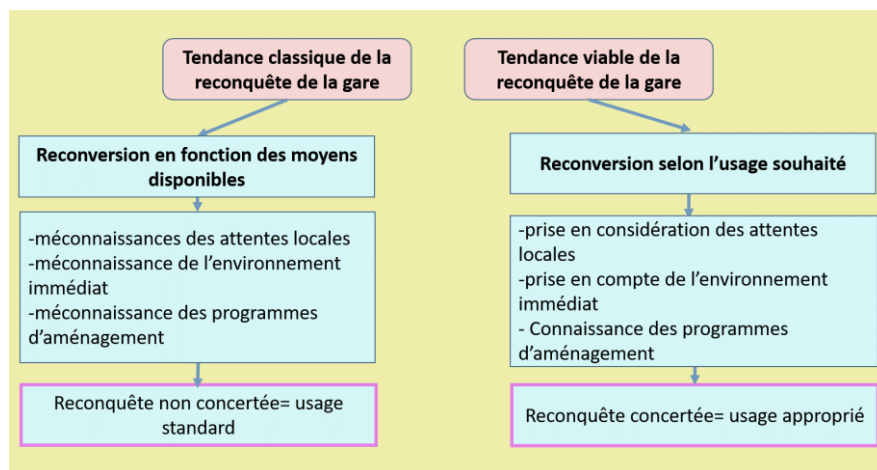 Tendance classique de la
reconquête de la gare
Reconversion en fonction des moyens
disponibles
-méconnaissances des attentes locales
-méconnaissance de l'environnement
immédiat
-méconnaissance des programmes
d'aménagement
Reconquête non concertée= usage
standard
Tendance viable de la
reconquête de la gare
Reconversion selon l'usage souhaité
-prise en considération des attentes
locales
-prise en compte de l'environnement
immédiat
- Connaissance des programmes
d'aménagement
Reconquête concertée= usage approprié